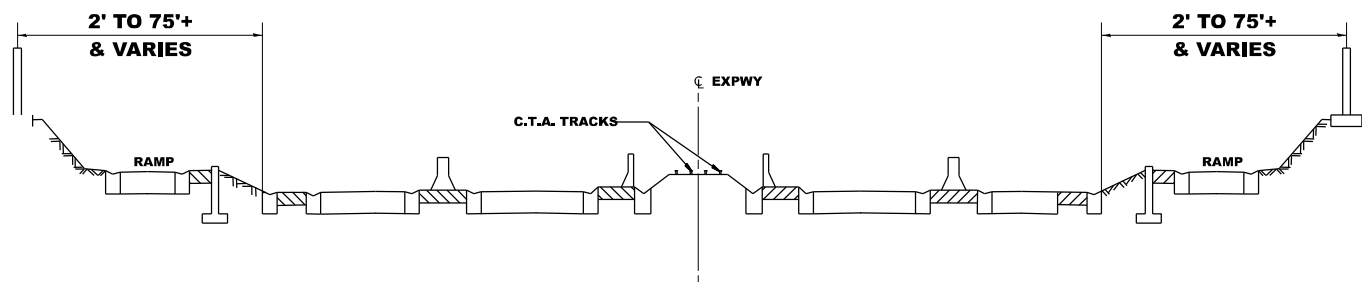 2' TO 75'+
& VARIES
2' TO 75'+
& VARIES
℄ EXPWY
C.T.A. TRACKS
RAMP
RAMP